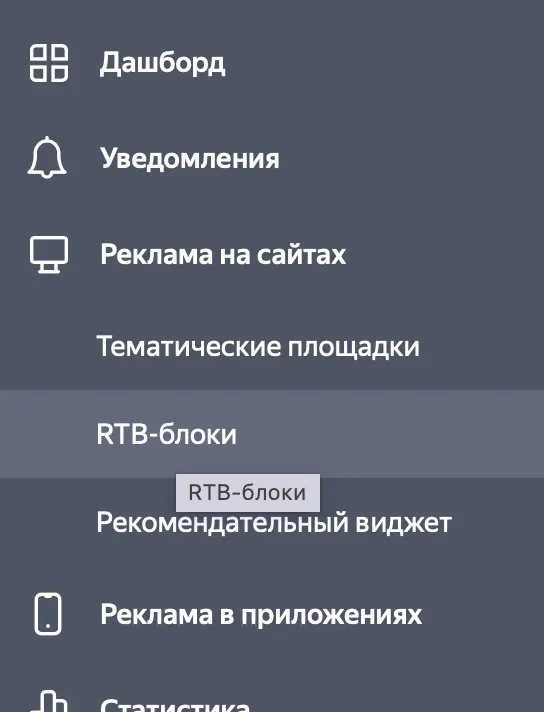 Дашборд
Уведомления
Реклама на сайтах
Тематические площадки
RTB-блоки
RTB-блоки
Рекомендательный виджет
Реклама в приложениях
Статистика